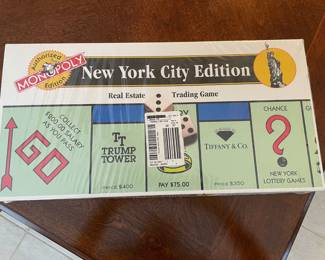 Authorized
MONOPOLY
Edition
New York City Edition
Real Estate
Trading Game
COLLECT
$200.00 SALARY
AS YOU PASS
GO
TT
TRUMP
TOWER
PRICE $400
PAY $75.00
TIFFANY & CO.
PRICE $350
CHANCE
?
NEW YORK
LOTTERY GAMES